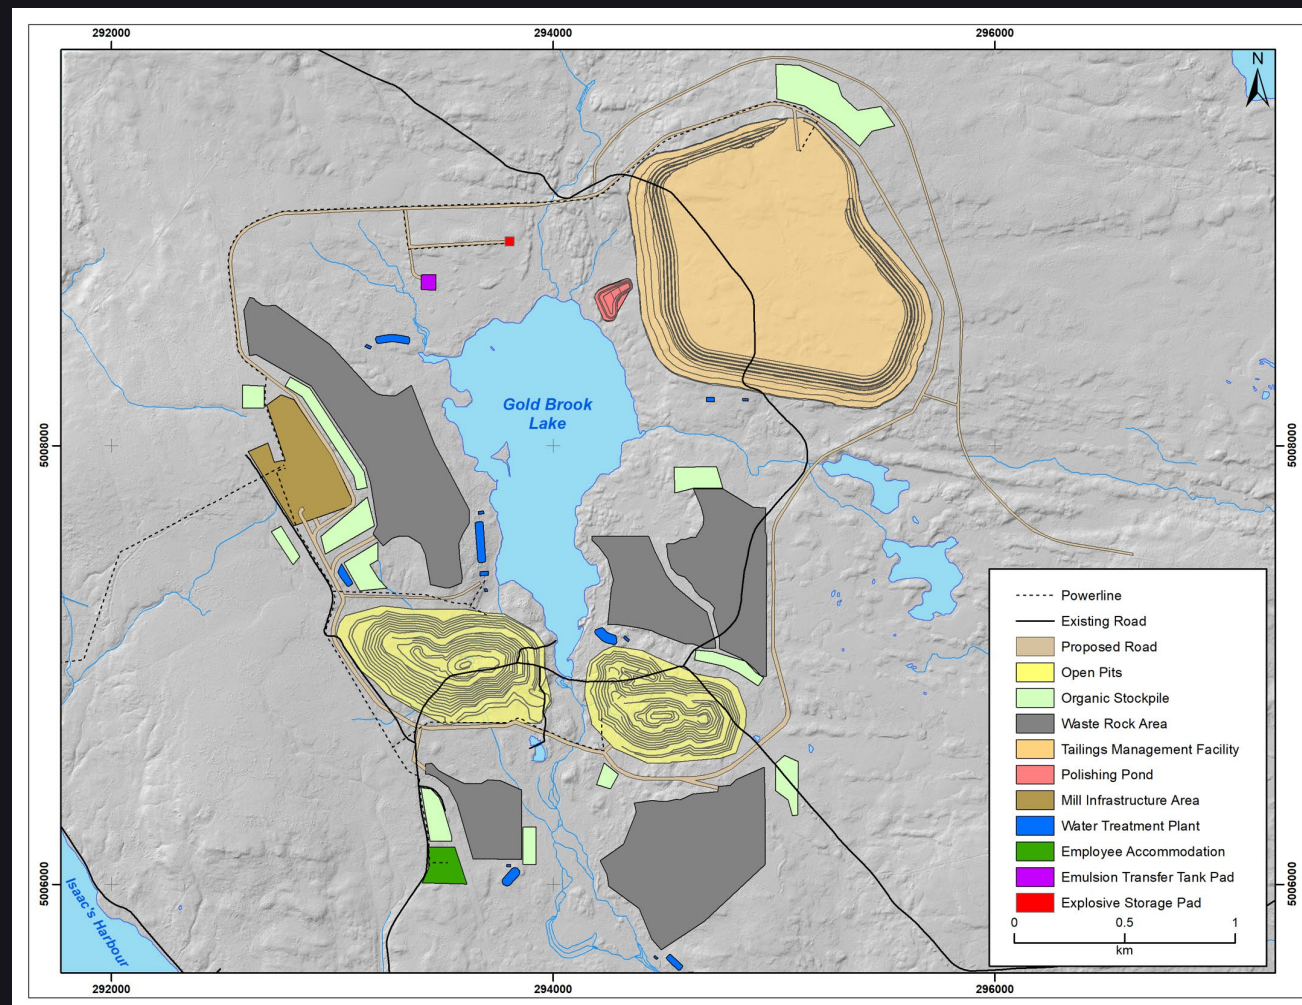 292000
294000
296000
N
Gold Brook
Lake
5008000
5008000
Powerline
Existing Road
Proposed Road
Open Pits
Organic Stockpile
Waste Rock Area
Tailings Management Facility
Polishing Pond
Mill Infrastructure Area
Water Treatment Plant
Employee Accommodation
Emulsion Transfer Tank Pad
Explosive Storage Pad
0
0.5
1
km
5006000
5006000
Isaac's Harbour
292000
294000
296000